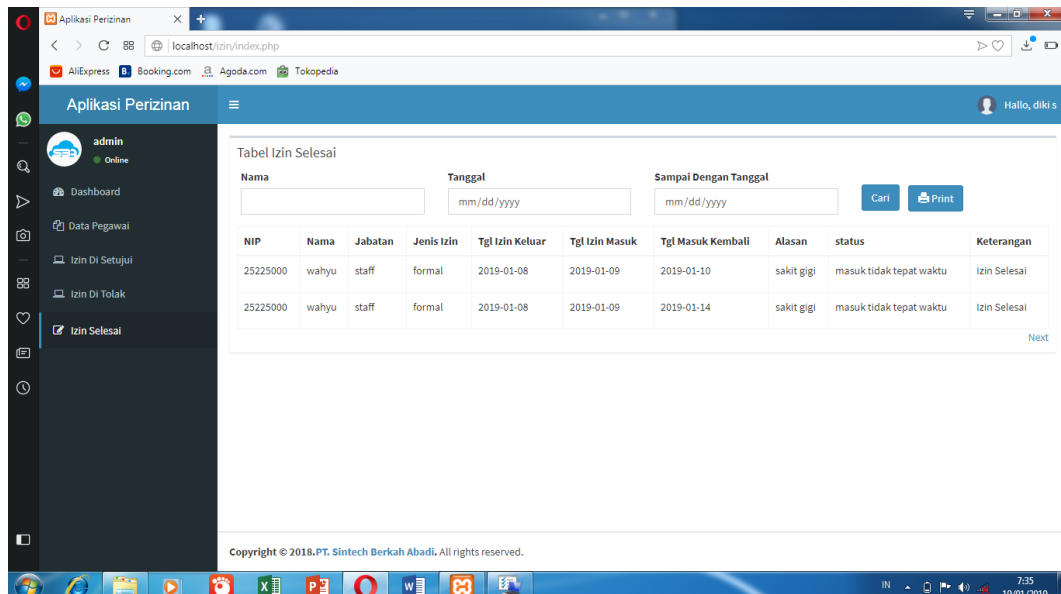 Aplikasi Perizinan
localhost/izin/index.php
AliExpress B. Booking.com a Agoda.com Tokopedia
Aplikasi Perizinan
Hallo, diki s
admin
Online
Dashboard
Data Pegawai
Izin Di Setujui
Izin Di Tolak
Izin Selesai
Tabel Izin Selesai
Nama Tanggal Sampai Dengan Tanggal
mm/dd/yyyy mm/dd/yyyy Cari Print
NIP Nama Jabatan Jenis Izin Tgl Izin Keluar Tgl Izin Masuk Tgl Masuk Kembali Alasan status Keterangan
25225000 wahyu staff formal 2019-01-08 2019-01-09 2019-01-10 sakit gigi masuk tidak tepat waktu Izin Selesai
25225000 wahyu staff formal 2019-01-08 2019-01-09 2019-01-14 sakit gigi masuk tidak tepat waktu Izin Selesai
Next
Copyright © 2018.PT. Sintech Berkah Abadi. All rights reserved.
IN 7:35
19/01/2019